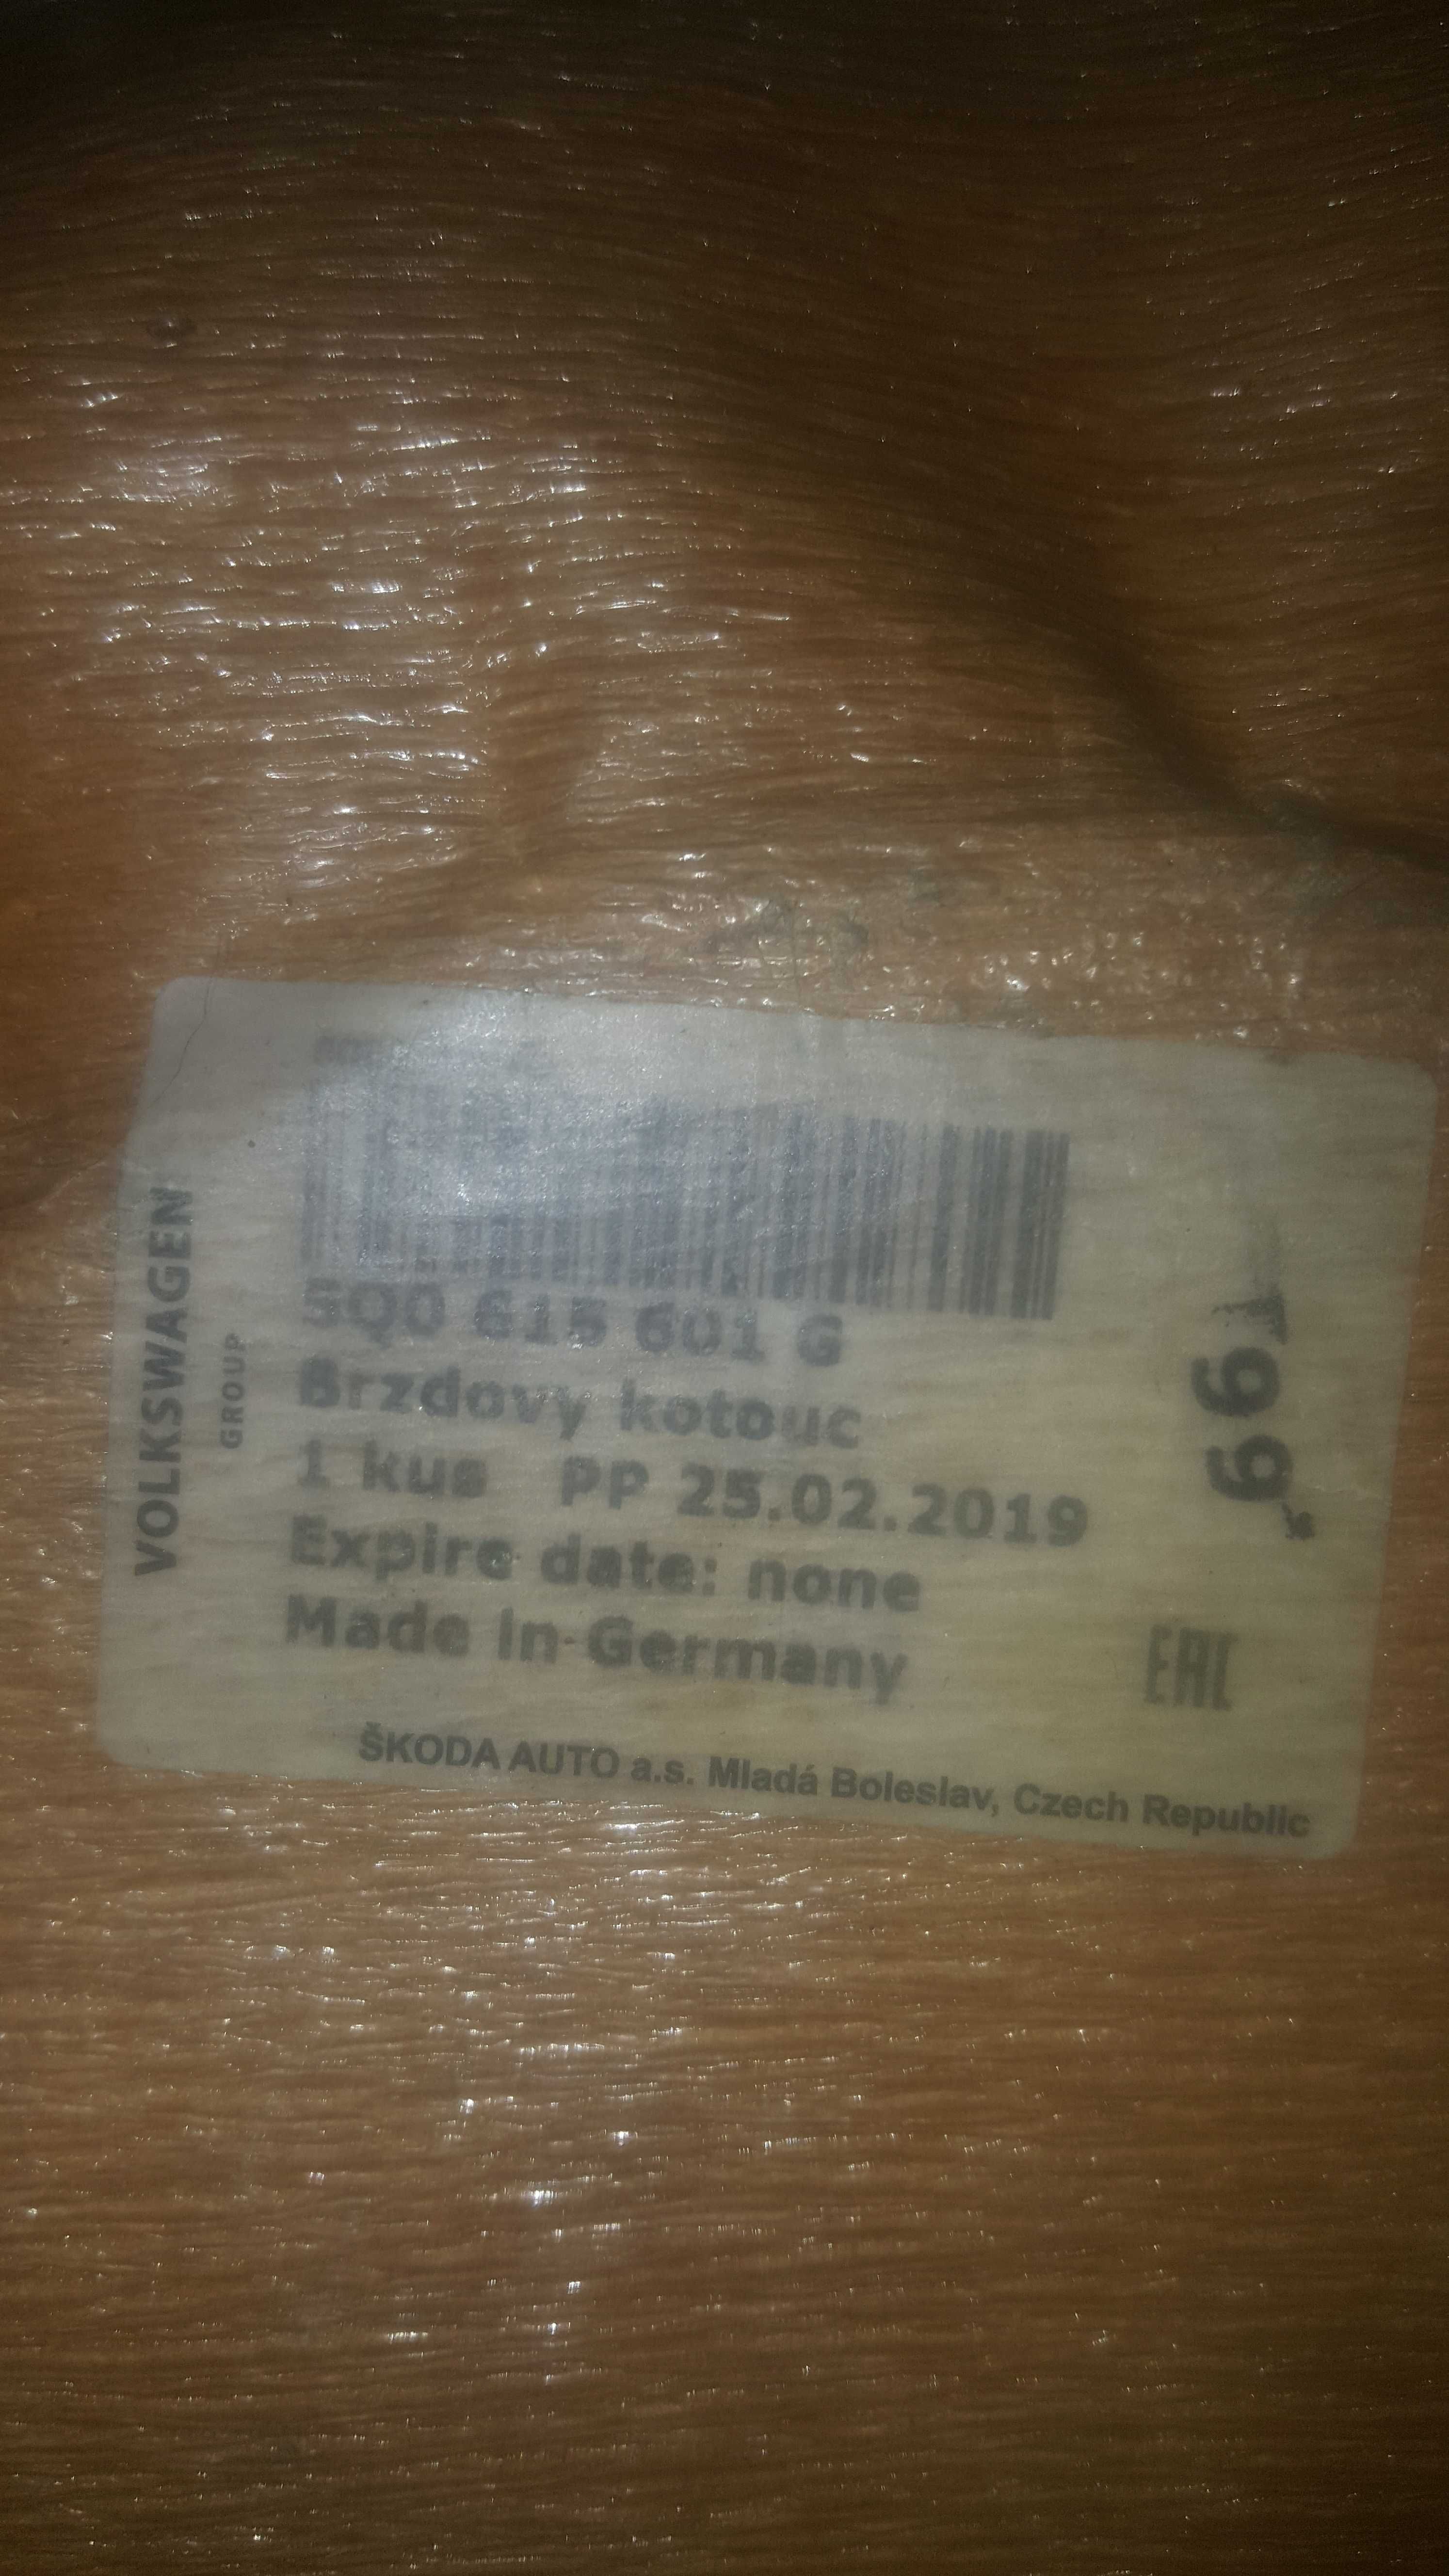 VOLKSWAGEN
GROUP
5Q0 615 601 G
Brzdovy kotouc
1 kus PP 25.02.2019
Expire date: none
Made in Germany
EAC
ŠKODA AUTO a.s. Mladá Boleslav, Czech Republic